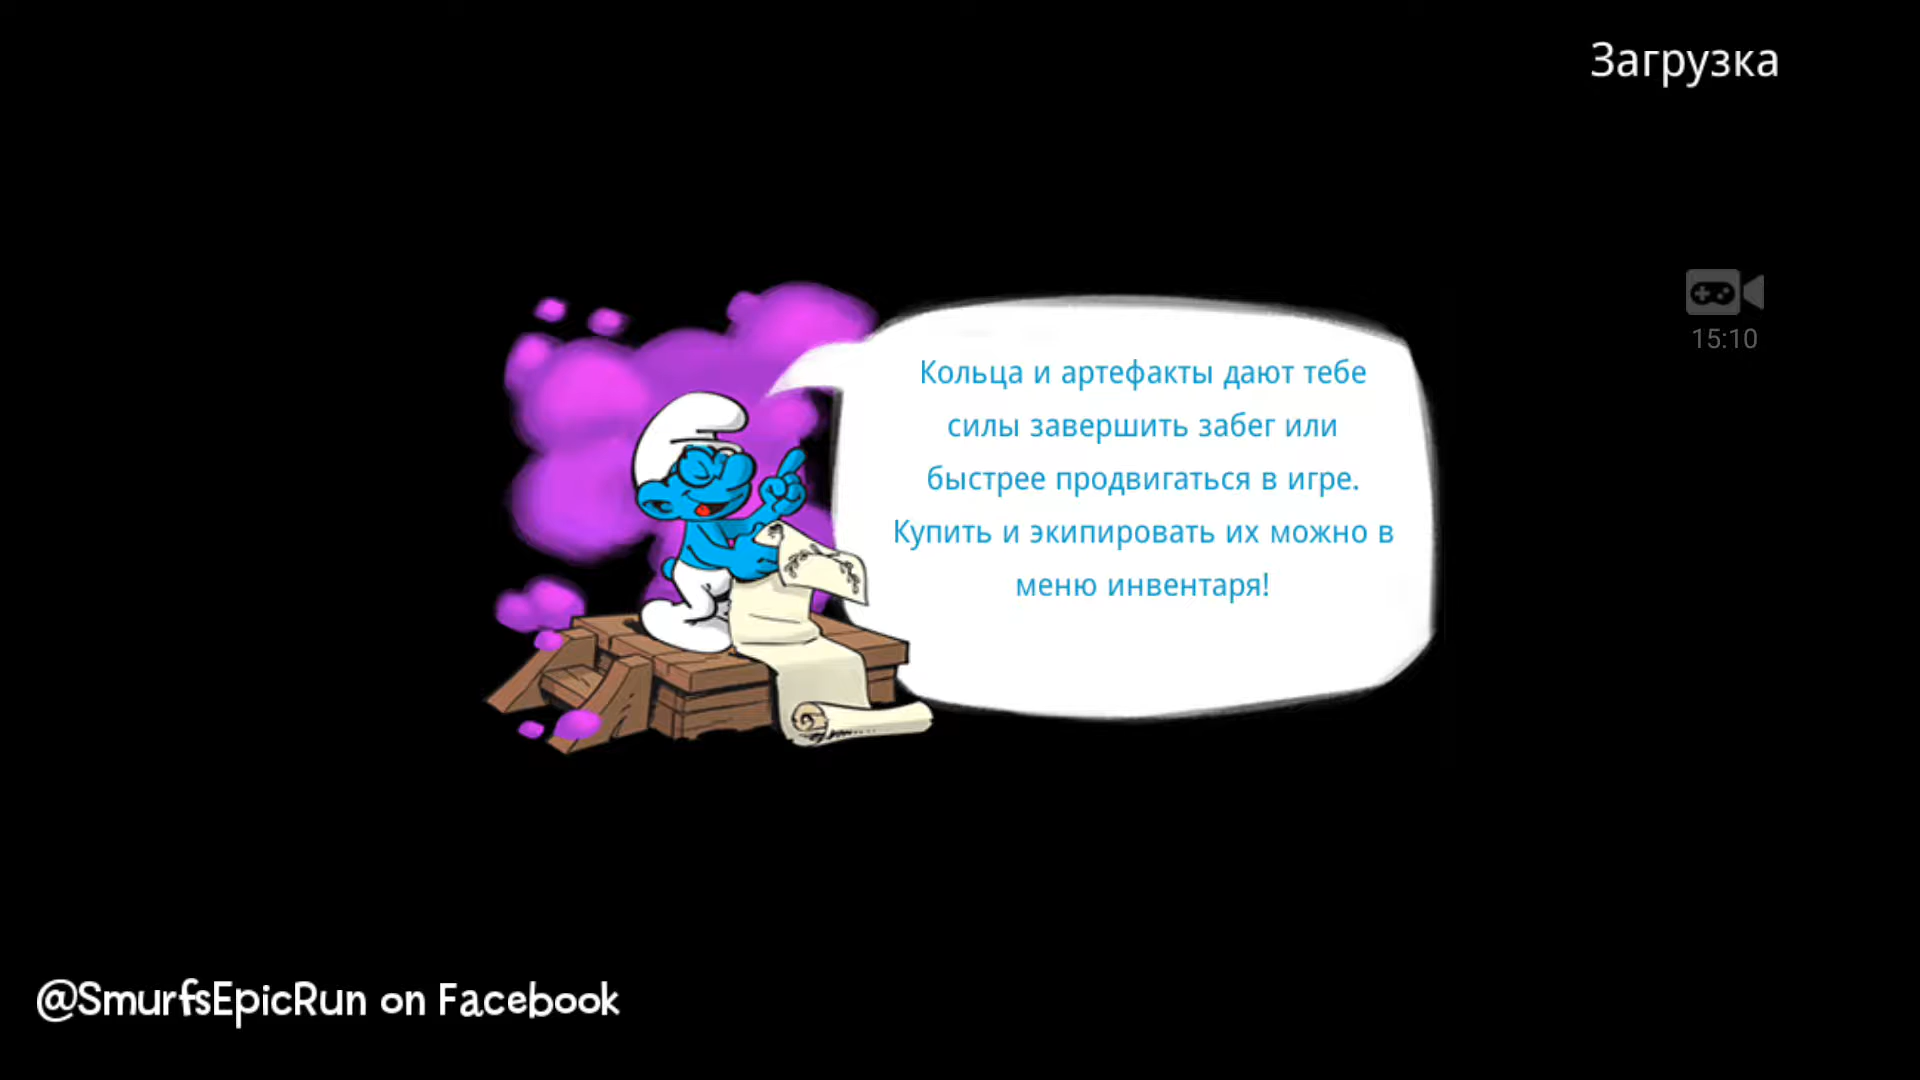 Загрузка
15:10
Кольца и артефакты дают тебе
силы завершить забег или
быстрее продвигаться в игре.
Купить и экипировать их можно в
меню инвентаря!
@SmurfsEpicRun on Facebook